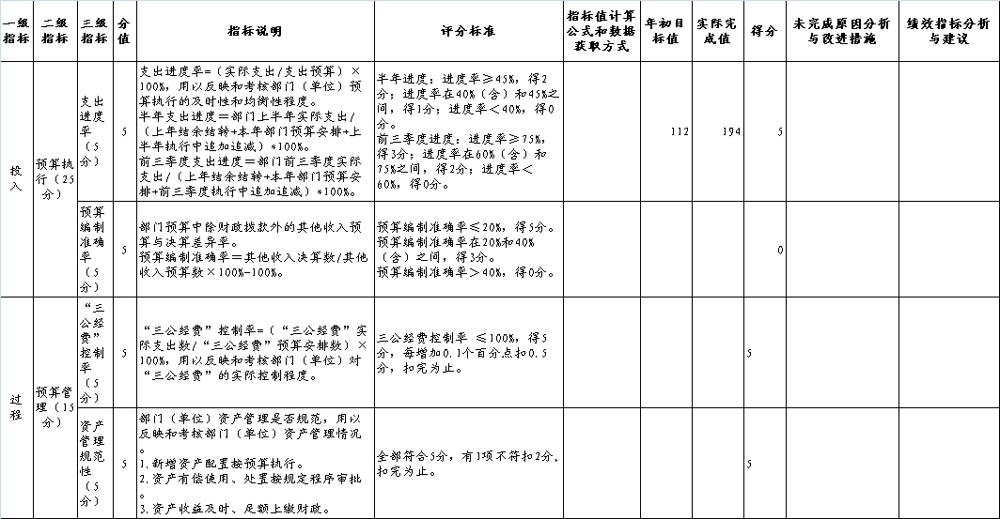 一级
指标
二级
指标
三级
指标
分
值
指标说明
评分标准
指标值计算
公式和数据
获取方式
年初目
标值
实际完
成值
得分
未完成原因分析
与改进措施
绩效指标分析
与建议
投
入
预算执
行（25
分）
支出
进度
率
（5
分）
5
支出进度率=（实际支出/支出预算）×
100%，用以反映和考核部门（单位）预
算执行的及时性和均衡性程度。
半年支出进度＝部门上半年实际支出/
（上年结余结转+本年部门预算安排+上
半年执行中追加追减）*100%。
前三季度支出进度＝部门前三季度实际
支出/（上年结余结转+本年部门预算安
排+前三季度执行中追加追减）*100%。
半年进度：进度率≥45%，得2
分；进度率在40%（含）和45%之
间，得1分；进度率＜40%，得0
分。
前三季度进度：进度率≥75%，
得3分；进度率在60%（含）和
75%之间，得2分；进度率＜
60%，得0分。
112
194
5
预算
编制
准确
率
（5
分）
5
部门预算中除财政拨款外的其他收入预
算与决算差异率。
预算编制准确率＝其他收入决算数/其他
收入预算数×100%-100%。
预算编制准确率≤20%，得5分。
预算编制准确率在20%和40%
（含）之间，得3分。
预算编制准确率＞40%，得0分。
0
过
程
预算管
理（15
分）
“三
公经
费”
控制
率
（5
分）
5
“三公经费”控制率=（“三公经费”实
际支出数/“三公经费”预算安排数）×
100%，用以反映和考核部门（单位）对
“三公经费”的实际控制程度。
三公经费控制率 ≤100%，得5
分，每增加0.1个百分点扣0.5
分，扣完为止。
5
资产
管理
规范
性
（5
分）
5
部门（单位）资产管理是否规范，用以
反映和考核部门（单位）资产管理情况
。
1.新增资产配置按预算执行。
2.资产有偿使用、处置按规定程序审批
。
3.资产收益及时、足额上缴财政。
全部符合5分，有1项不符扣2分，
扣完为止。
5